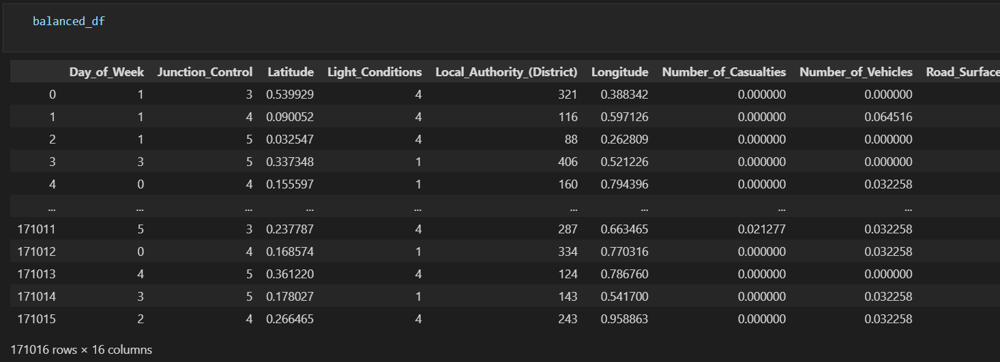 balanced_df
Day_of_Week Junction_Control Latitude Light_Conditions Local_Authority_(District) Longitude Number_of_Casualties Number_of_Vehicles Road_Surface
0 1 3 0.539929 4 321 0.388342 0.000000 0.000000
1 1 4 0.090052 4 116 0.597126 0.000000 0.064516
2 1 5 0.032547 4 88 0.262809 0.000000 0.000000
3 3 5 0.337348 1 406 0.521226 0.000000 0.000000
4 0 4 0.155597 1 160 0.794396 0.000000 0.032258
... ... ... ... ... ... ... ... ...
171011 5 3 0.237787 4 287 0.663465 0.021277 0.032258
171012 0 4 0.168574 1 334 0.770316 0.000000 0.032258
171013 4 5 0.361220 4 124 0.786760 0.000000 0.000000
171014 3 5 0.178027 1 143 0.541700 0.000000 0.032258
171015 2 4 0.266465 4 243 0.958863 0.000000 0.032258
171016 rows × 16 columns